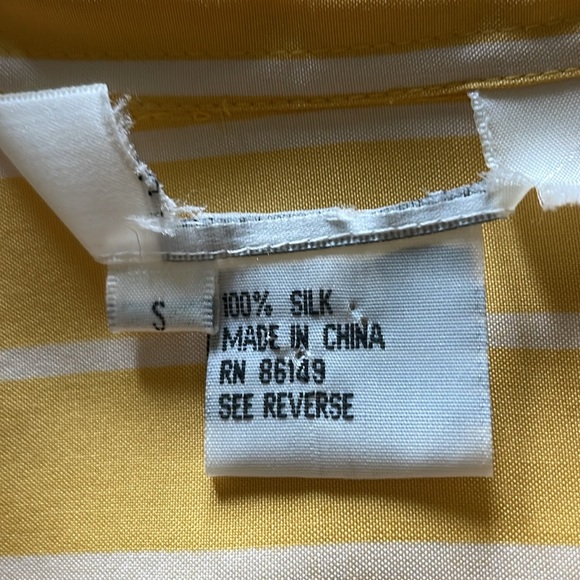 S
100% SILK
MADE IN CHINA
RN 86149
SEE REVERSE